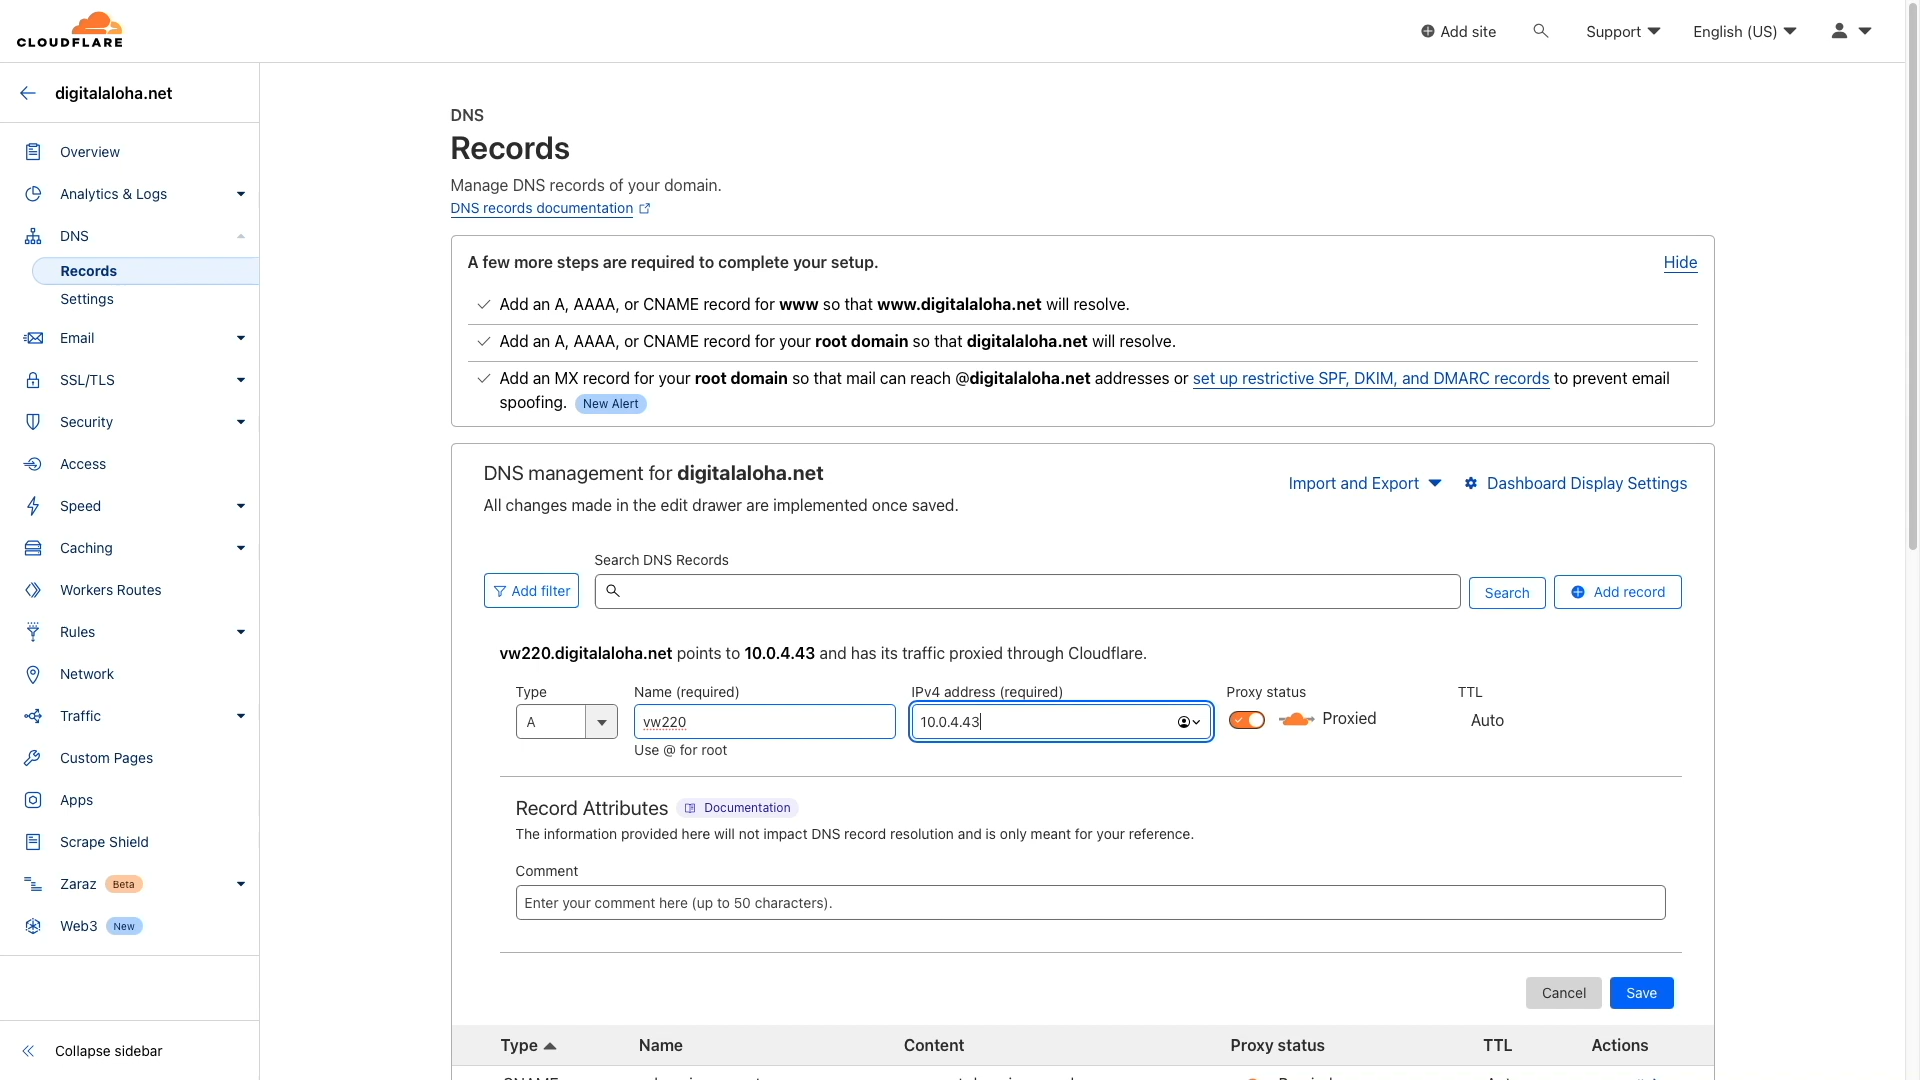 CLOUDFLARE
Add site
Support
English (US)
digitalaloha.net
Overview
Analytics & Logs
DNS
Records
Settings
Email
SSL/TLS
Security
Access
Speed
Caching
Workers Routes
Rules
Network
Traffic
Custom Pages
Apps
Scrape Shield
Zaraz Beta
Web3 New
Collapse sidebar
DNS
Records
Manage DNS records of your domain.
DNS records documentation
A few more steps are required to complete your setup.
Hide
Add an A, AAAA, or CNAME record for www so that www.digitalaloha.net will resolve.
Add an A, AAAA, or CNAME record for your root domain so that digitalaloha.net will resolve.
Add an MX record for your root domain so that mail can reach @digitalaloha.net addresses or set up restrictive SPF, DKIM, and DMARC records to prevent email
spoofing. New Alert
DNS management for digitalaloha.net
All changes made in the edit drawer are implemented once saved.
Import and Export
Dashboard Display Settings
Search DNS Records
Add filter
Search
Add record
vw220.digitalaloha.net points to 10.0.4.43 and has its traffic proxied through Cloudflare.
Type Name (required) IPv4 address (required) Proxy status TTL
A vw220 10.0.4.43 Proxied Auto
Use @ for root
Record Attributes Documentation
The information provided here will not impact DNS record resolution and is only meant for your reference.
Comment
Enter your comment here (up to 50 characters).
Cancel Save
Type Name Content Proxy status TTL Actions